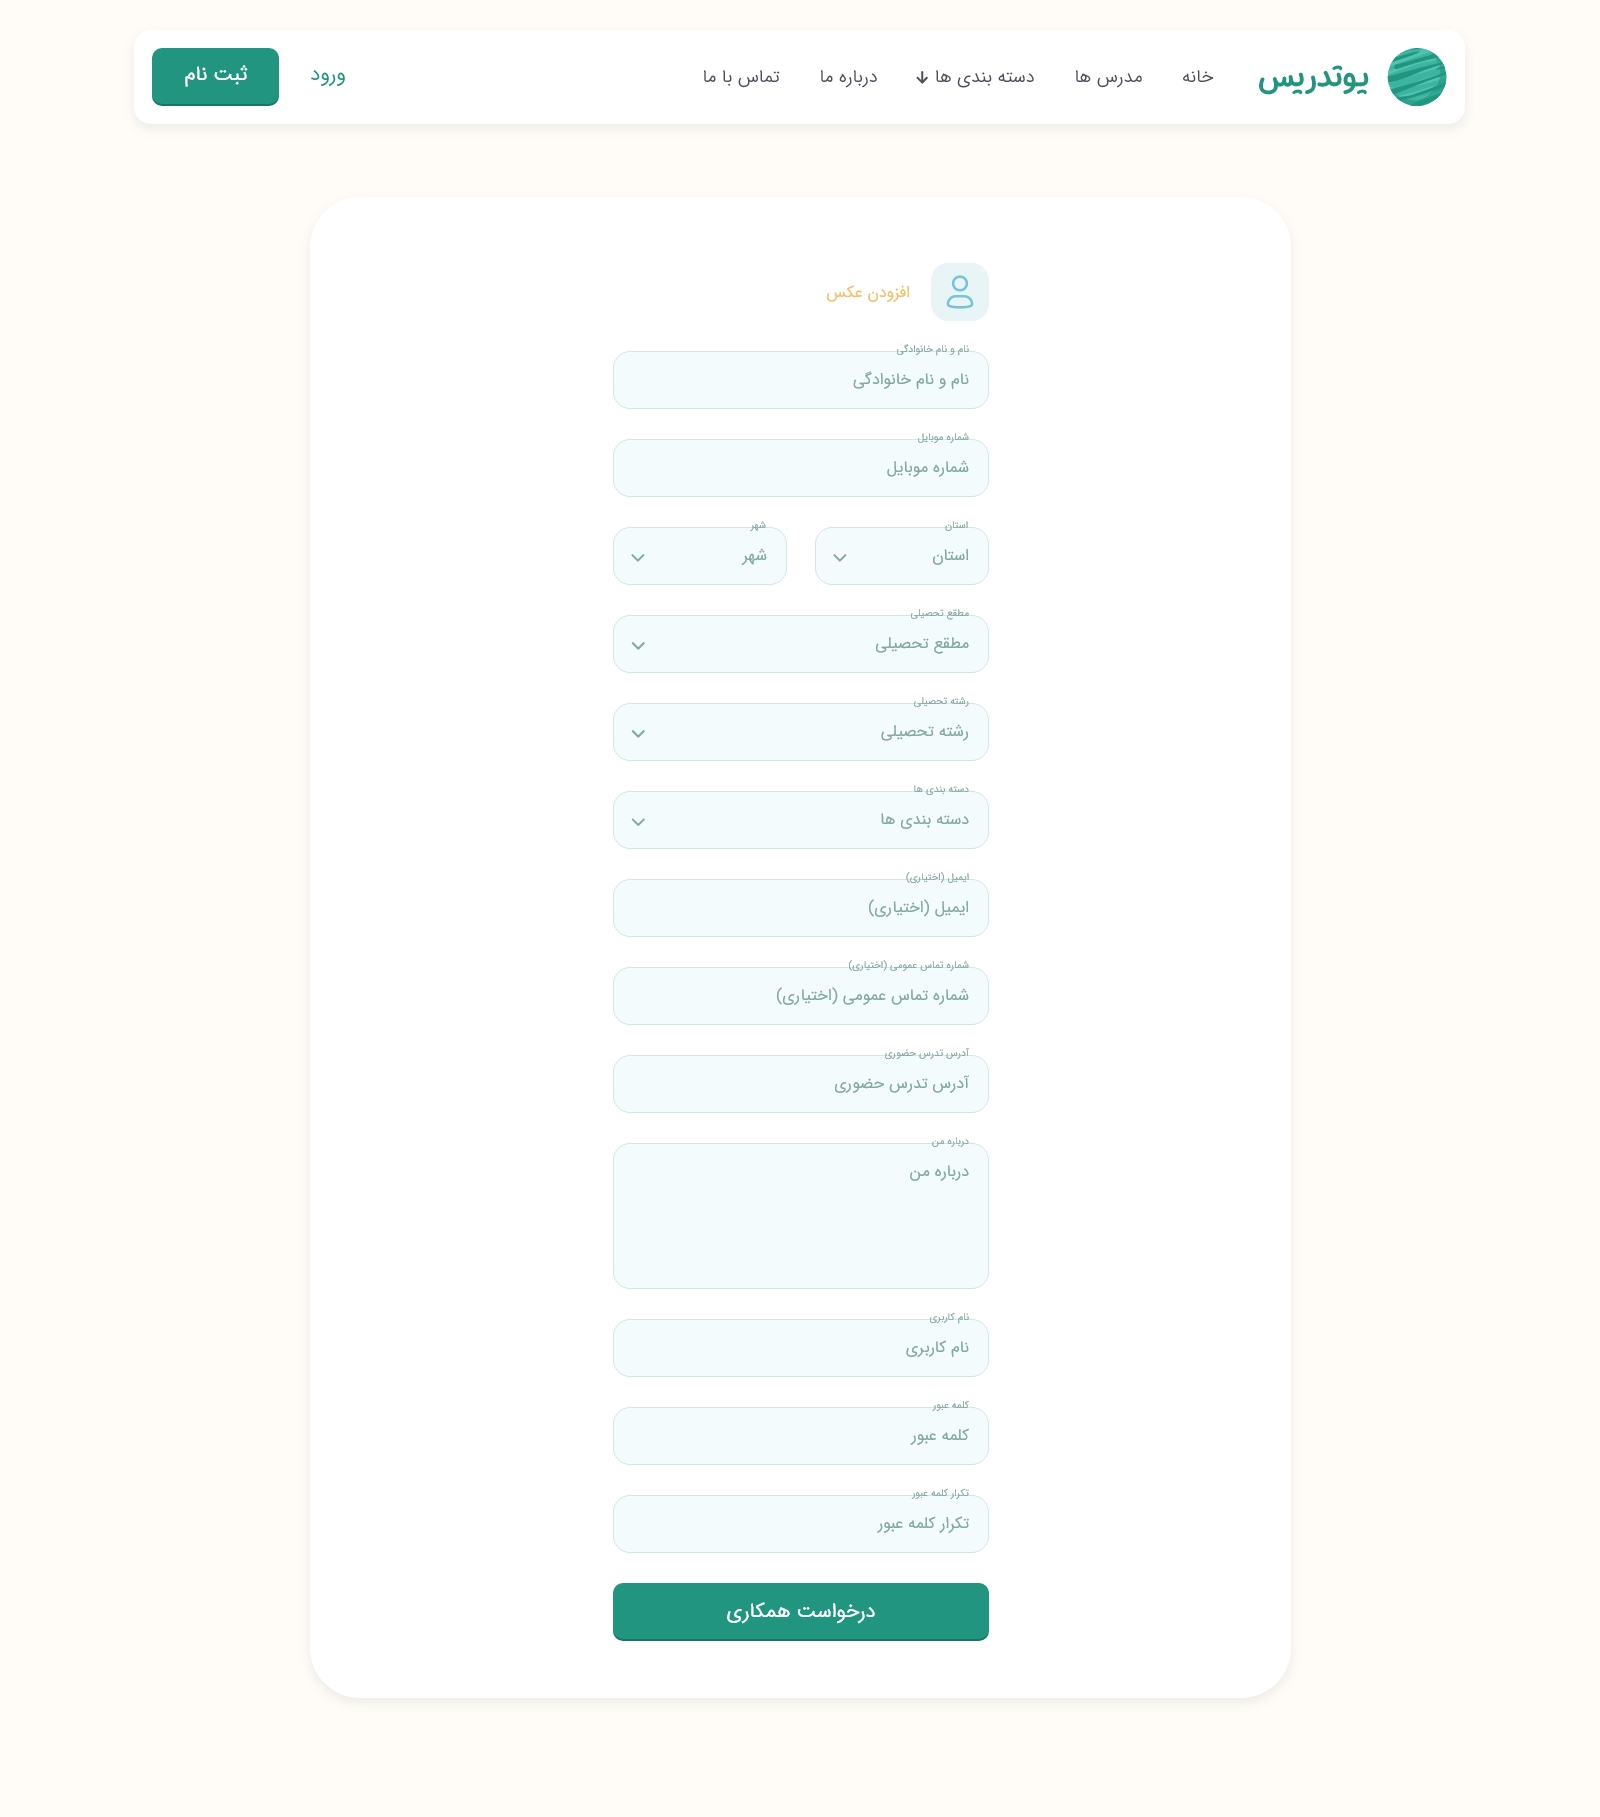 یوتدریس
خانه
مدرس ها
دسته بندی ها ↓
درباره ما
تماس با ما
ورود
ثبت نام
افزودن عکس
نام و نام خانوادگی
نام و نام خانوادگی
شماره موبایل
شماره موبایل
استان
استان
شهر
شهر
مطقع تحصیلی
مطقع تحصیلی
رشته تحصیلی
رشته تحصیلی
دسته بندی ها
دسته بندی ها
ایمیل (اختیاری)
ایمیل (اختیاری)
شماره تماس عمومی (اختیاری)
شماره تماس عمومی (اختیاری)
آدرس تدرس حضوری
آدرس تدرس حضوری
درباره من
درباره من
نام کاربری
نام کاربری
کلمه عبور
کلمه عبور
تکرار کلمه عبور
تکرار کلمه عبور
درخواست همکاری